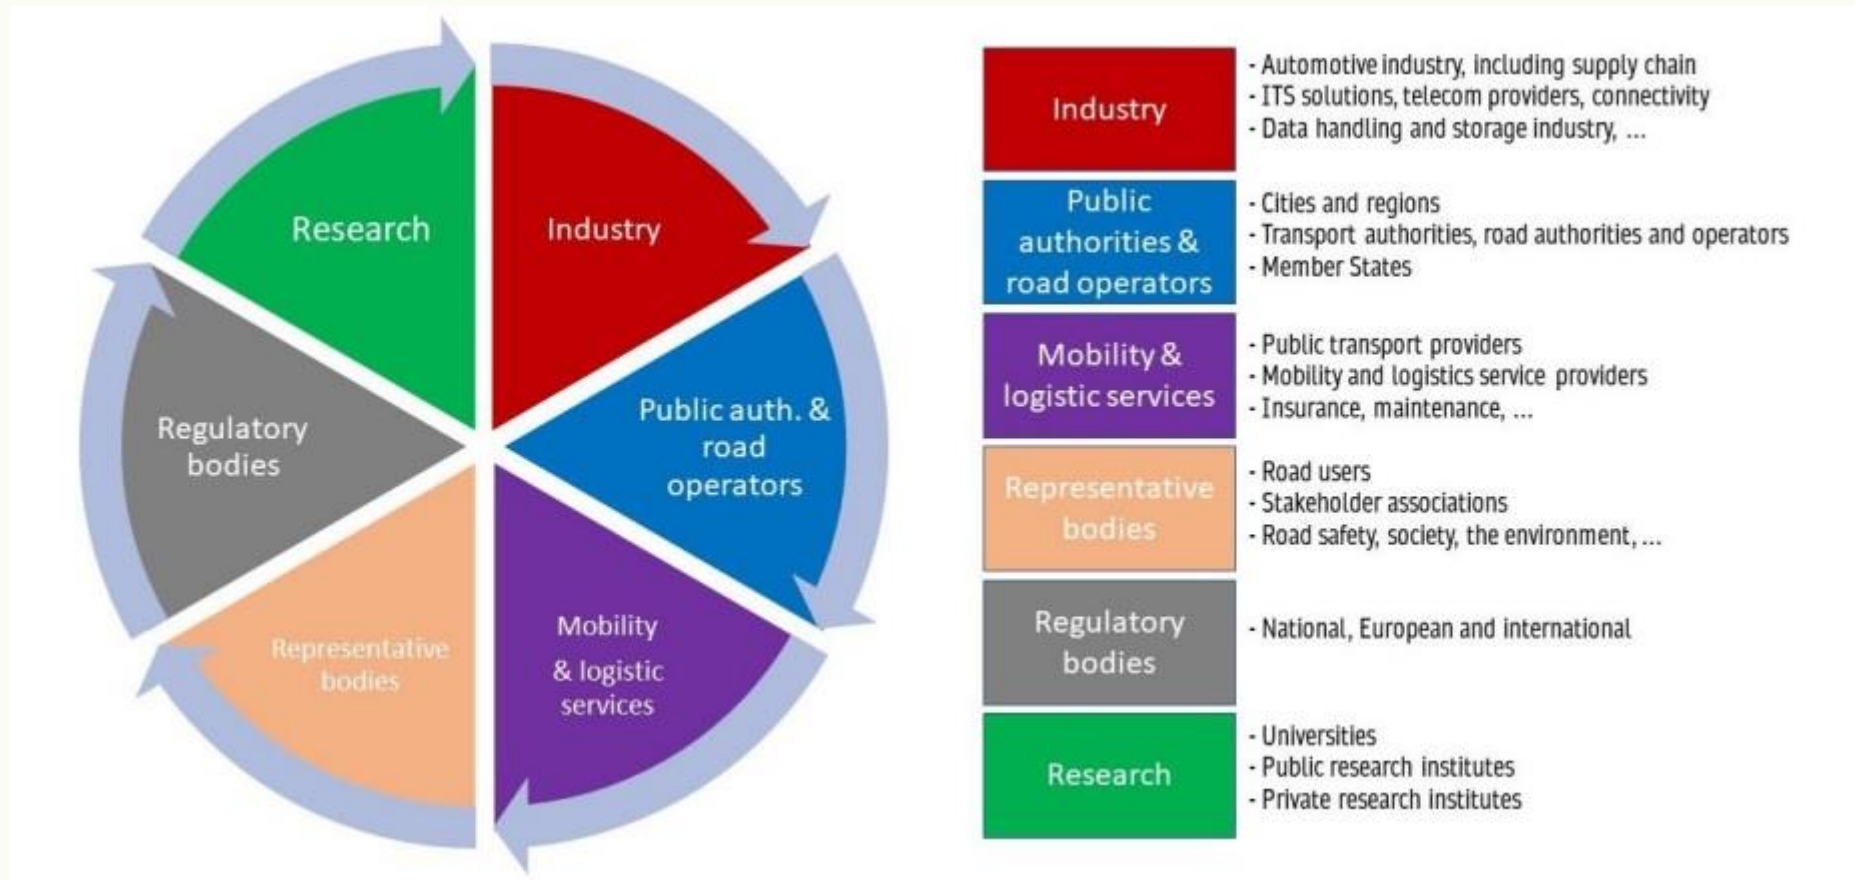 Research
Industry
Public auth. &
road
operators
Mobility
& logistic
services
Representative
bodies
Regulatory
bodies
Industry
- Automotive industry, including supply chain
- ITS solutions, telecom providers, connectivity
- Data handling and storage industry, ...
Public
authorities &
road operators
- Cities and regions
- Transport authorities, road authorities and operators
- Member States
Mobility &
logistic services
- Public transport providers
- Mobility and logistics service providers
- Insurance, maintenance, ...
Representative
bodies
- Road users
- Stakeholder associations
- Road safety, society, the environment, ...
Regulatory
bodies
- National, European and international
Research
- Universities
- Public research institutes
- Private research institutes